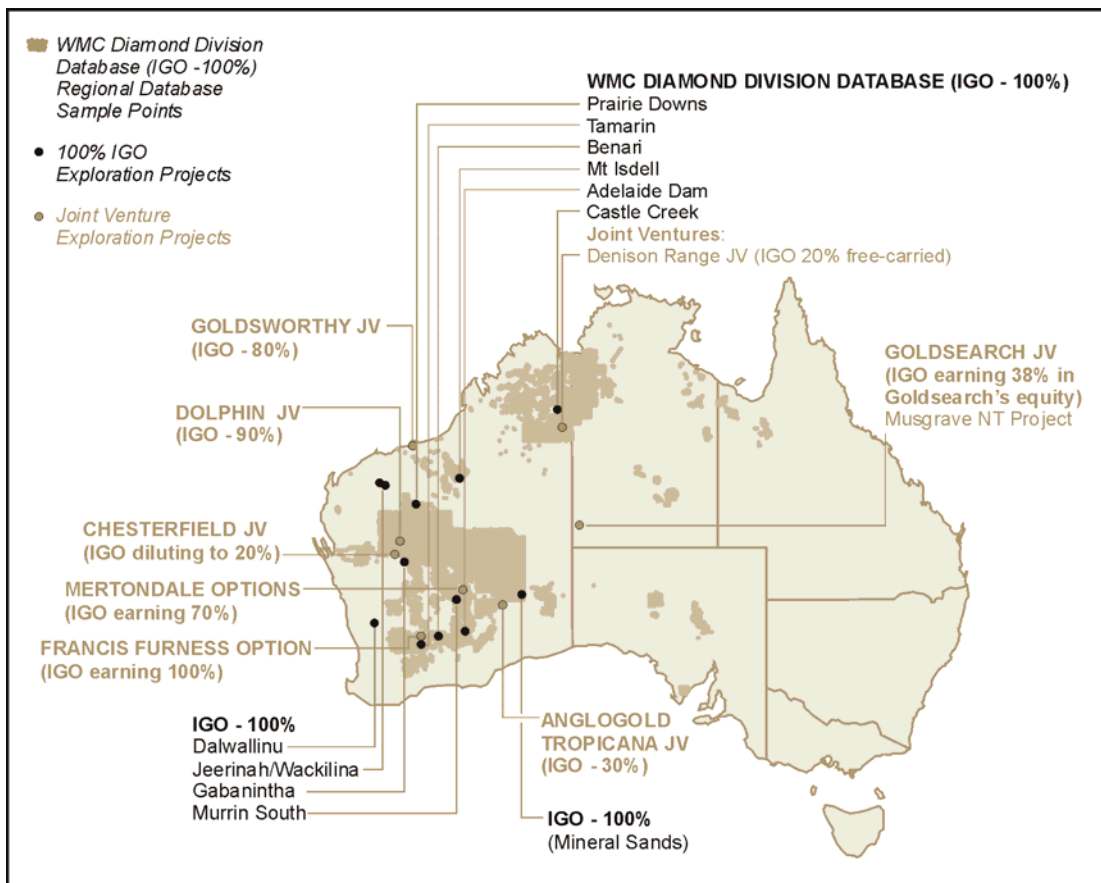 WMC Diamond Division
Database (IGO -100%)
Regional Database
Sample Points
100% IGO
Exploration Projects
Joint Venture
Exploration Projects
WMC DIAMOND DIVISION DATABASE (IGO - 100%)
Prairie Downs
Tamarin
Benari
Mt Isdell
Adelaide Dam
Castle Creek
Joint Ventures:
Denison Range JV (IGO 20% free-carried)
GOLDSWORTHY JV
(IGO - 80%)
DOLPHIN JV
(IGO - 90%)
GOLDSEARCH JV
(IGO earning 38% in
Goldsearch's equity)
Musgrave NT Project
CHESTERFIELD JV
(IGO diluting to 20%)
MERTONDALE OPTIONS
(IGO earning 70%)
FRANCIS FURNESS OPTION
(IGO earning 100%)
IGO - 100%
Dalwallinu
Jeerinah/Wackilina
Gabanintha
Murrin South
ANGLOGOLD
TROPICANA JV
(IGO - 30%)
IGO - 100%
(Mineral Sands)